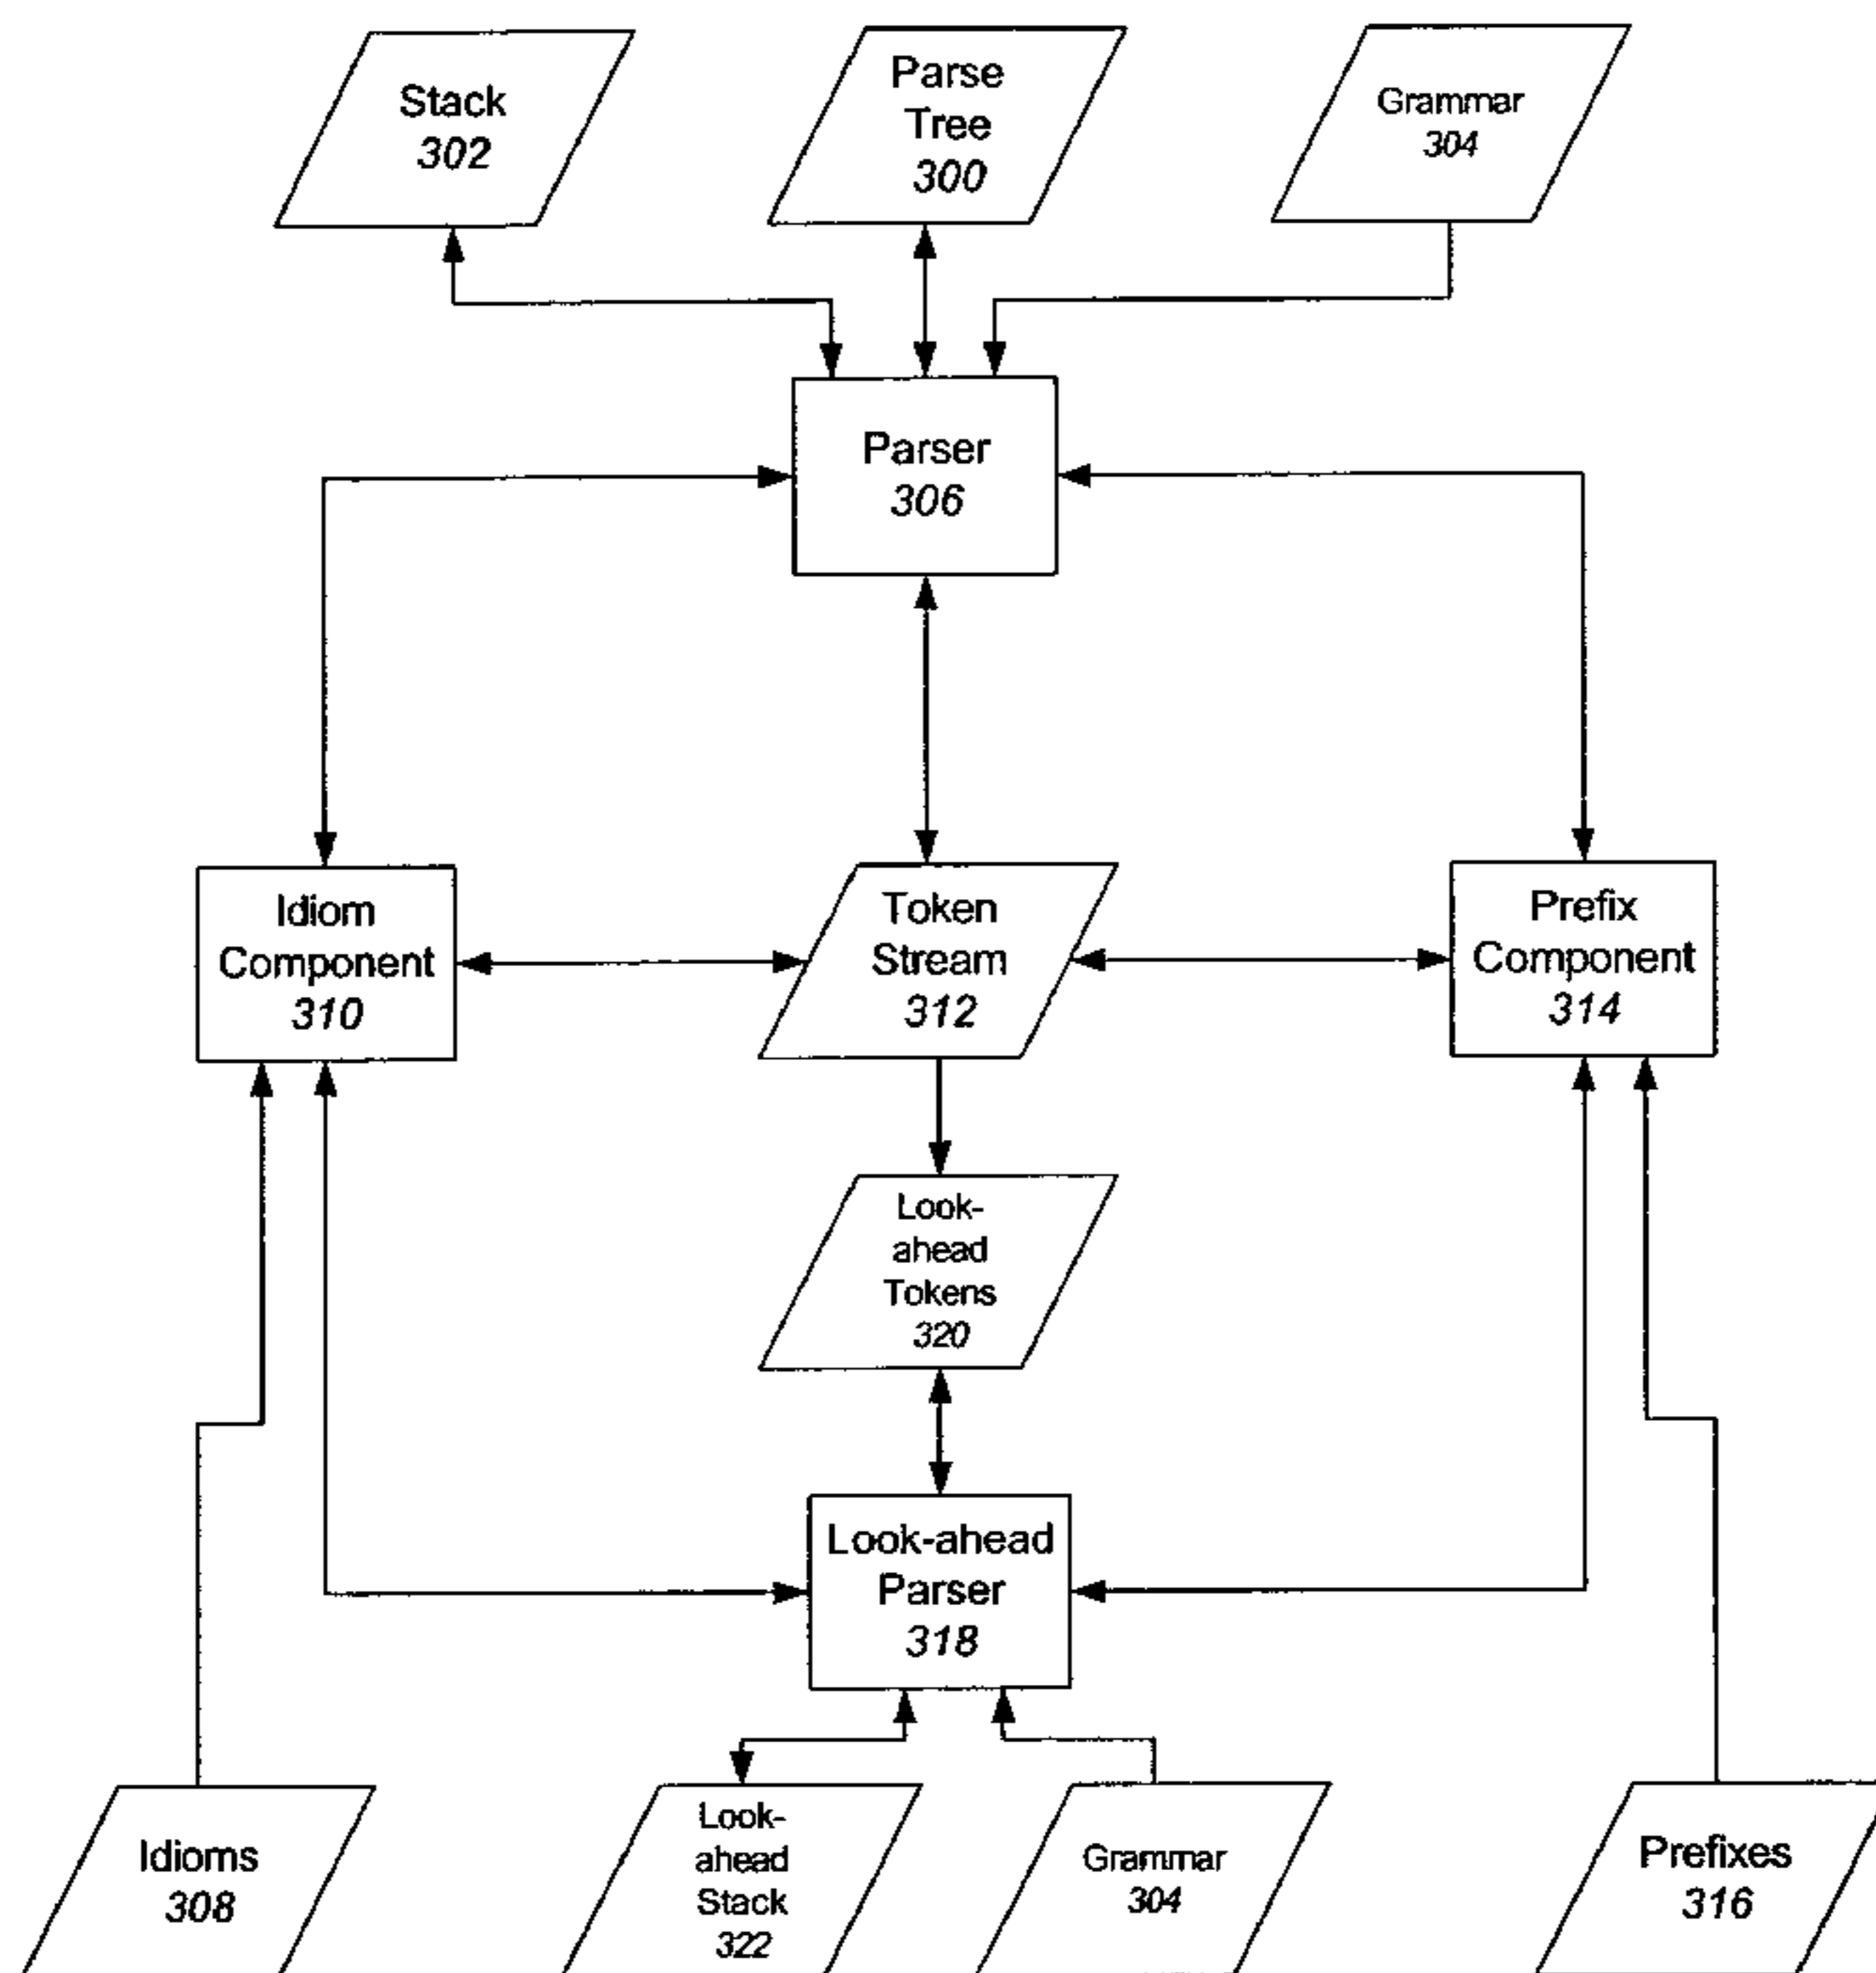 Stack
302
Parse
Tree
300
Grammar
304
Parser
306
Idiom
Component
310
Token
Stream
312
Prefix
Component
314
Look-
ahead
Tokens
320
Look-ahead
Parser
318
Idioms
308
Look-
ahead
Stack
322
Grammar
304
Prefixes
316